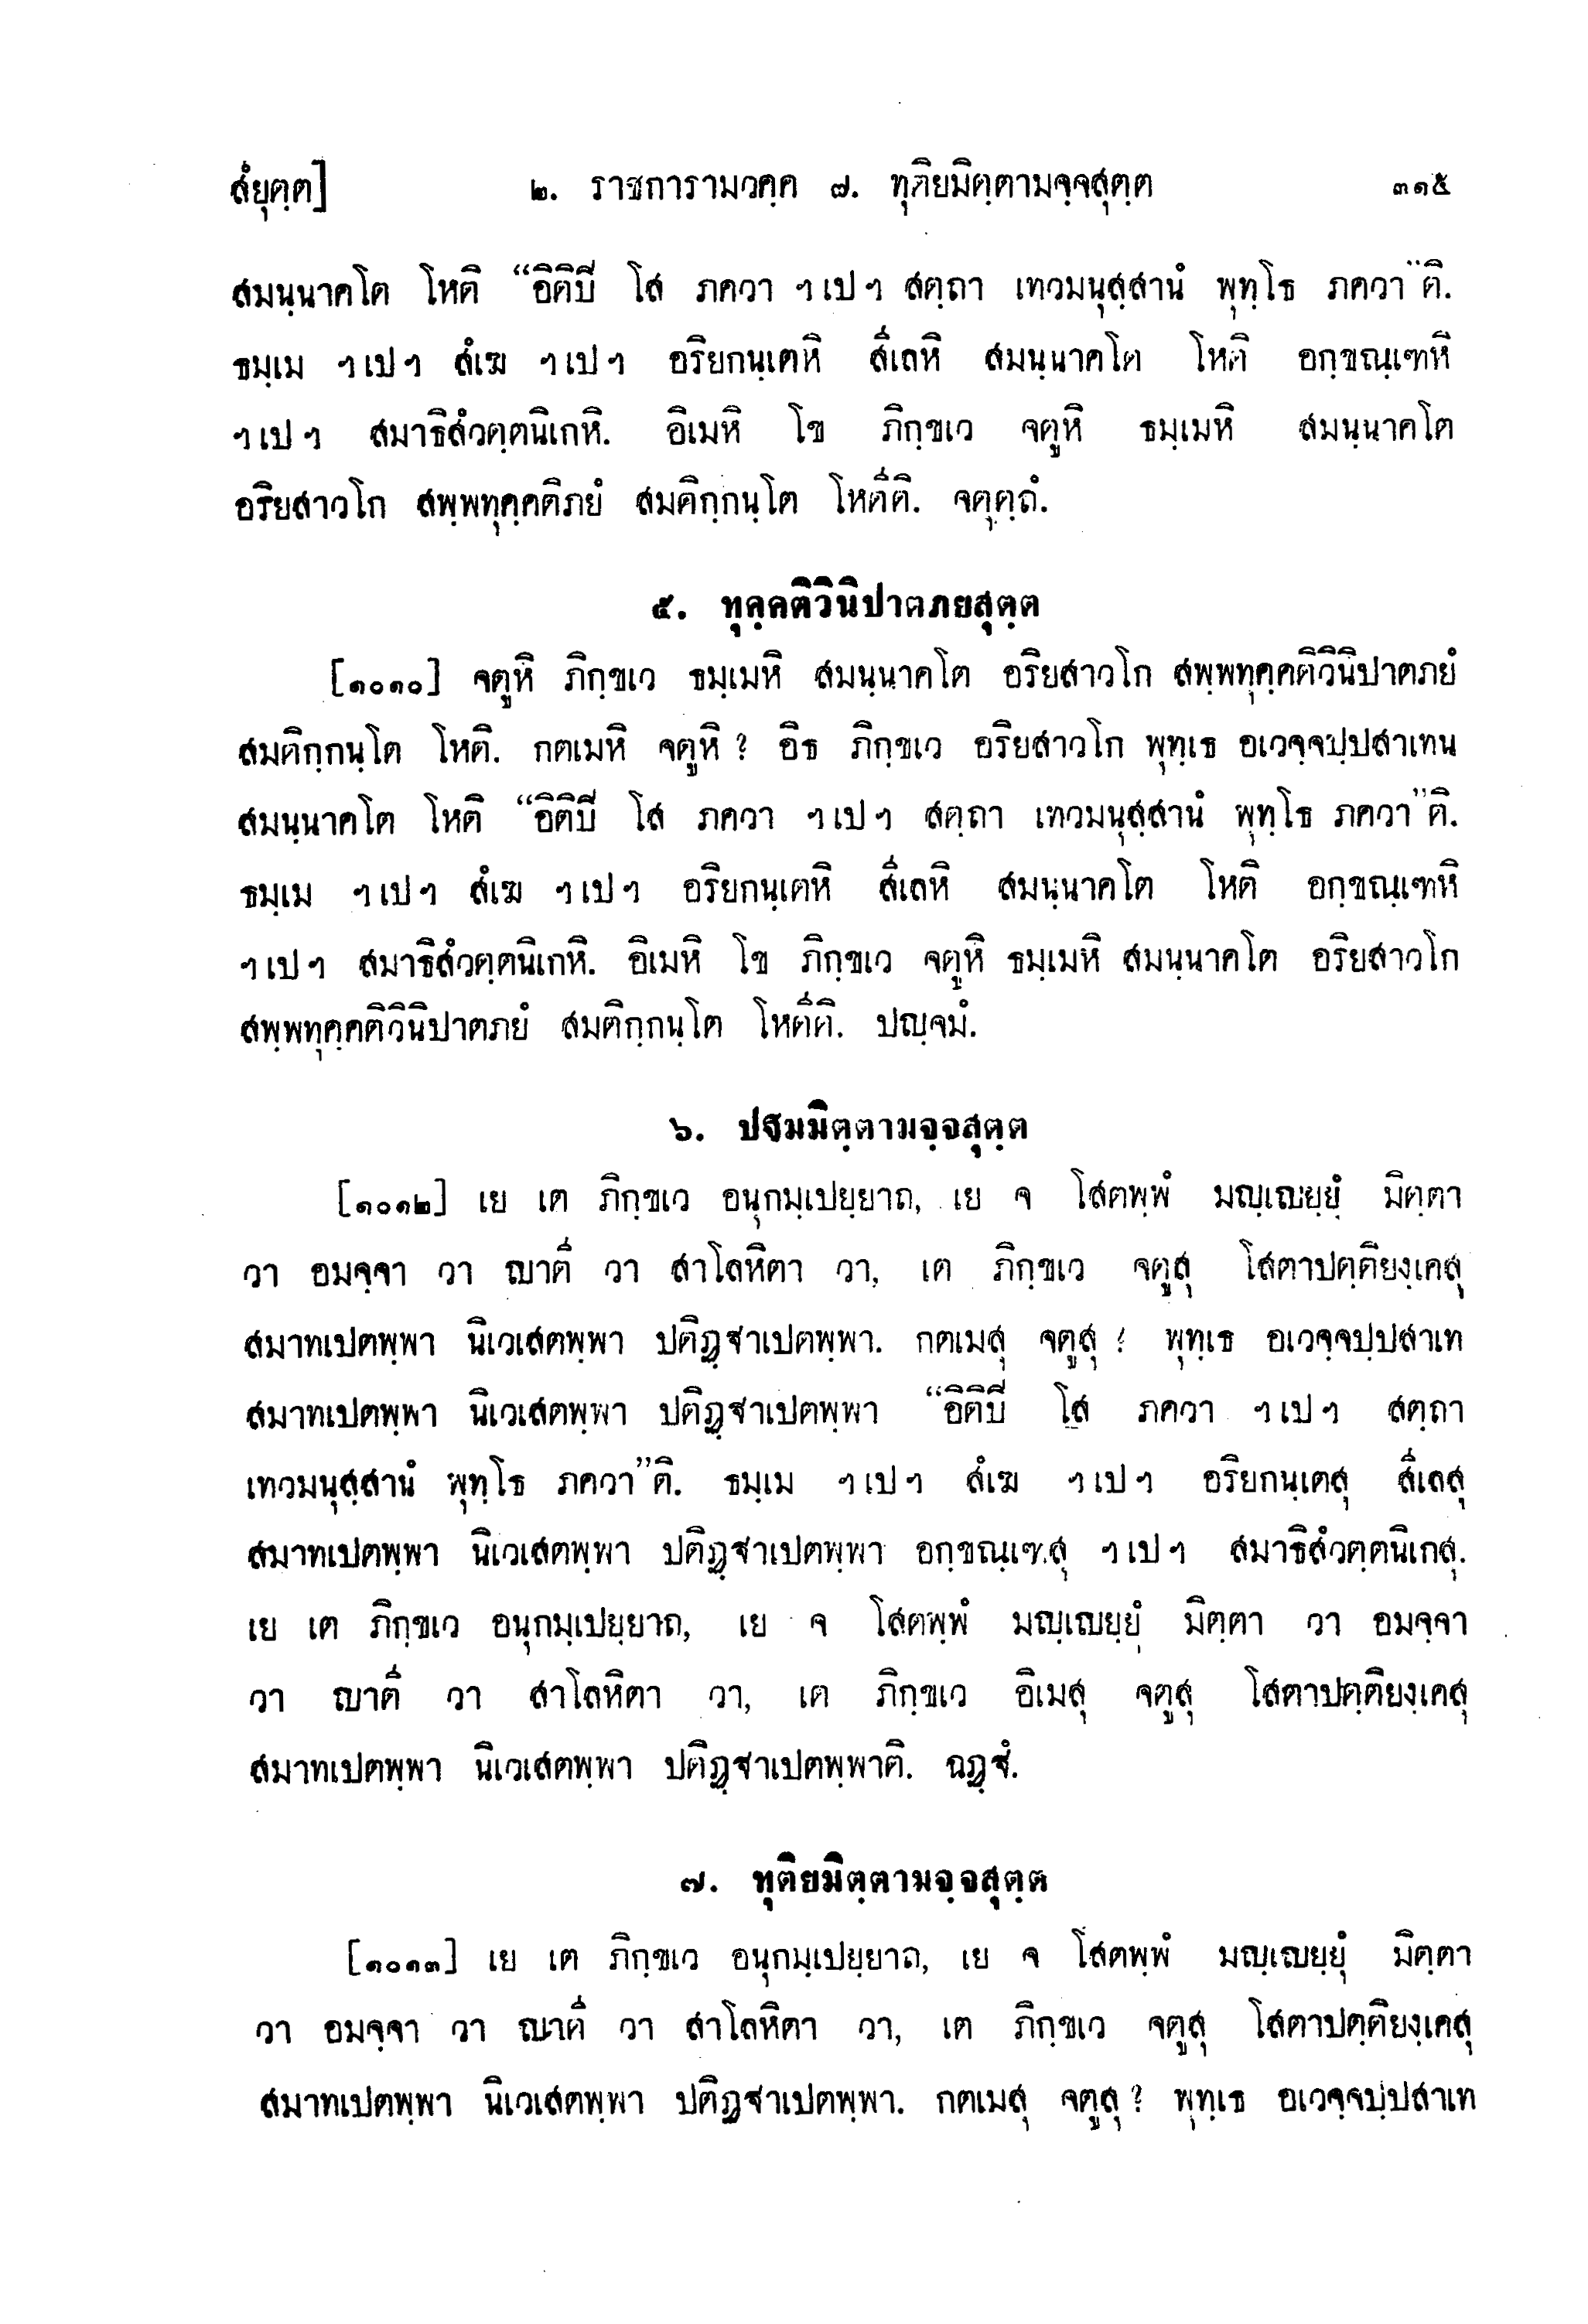 สํยุตฺต]	๒. ราชการามวคฺค ๗. ทุติยมิตฺตามจฺจสุตฺต	๓๑๕
สมนฺนาคโต โหติ “อิติปิ โส ภควา ฯเปฯ สตฺถา เทวมนุสฺสานํ พุทฺโธ ภควา”ติ.
ธมฺเม ฯเปฯ สํเฆ ฯเปฯ อริยกนฺเตหิ สีเลหิ สมนฺนาคโต โหติ อกฺขณฺเฑหิ
ฯเปฯ สมาธิสํวตฺตนิเกหิ. อิเมหิ โข ภิกฺขเว จตูหิ ธมฺเมหิ สมนฺนาคโต
อริยสาวโก สพฺพทุคฺคติภยํ สมติกฺกนฺโต โหตีติ. จตุตฺถํ.
๕. ทุคฺคติวินิปาตภยสุตฺต
[๑๐๑๐] จตูหิ ภิกฺขเว ธมฺเมหิ สมนฺนาคโต อริยสาวโก สพฺพทุคฺคติวินิปาตภยํ
สมติกฺกนฺโต โหติ. กตเมหิ จตูหิ ? อิธ ภิกฺขเว อริยสาวโก พุทฺเธ อเวจฺจปฺปสาเทน
สมนฺนาคโต โหติ “อิติปิ โส ภควา ฯเปฯ สตฺถา เทวมนุสฺสานํ พุทฺโธ ภควา”ติ.
ธมฺเม ฯเปฯ สํเฆ ฯเปฯ อริยกนฺเตหิ สีเลหิ สมนฺนาคโต โหติ อกฺขณฺเฑหิ
ฯเปฯ สมาธิสํวตฺตนิเกหิ. อิเมหิ โข ภิกฺขเว จตูหิ ธมฺเมหิ สมนฺนาคโต อริยสาวโก
สพฺพทุคฺคติวินิปาตภยํ สมติกฺกนฺโต โหตีติ. ปญฺจมํ.
๖. ปฐมมิตฺตามจฺจสุตฺต
[๑๐๑๒] เย เต ภิกฺขเว อนุกมฺเปยฺยาถ, เย จ โสตพฺพํ มญฺเญยฺยุํ มิตฺตา
วา อมจฺจา วา ญาตี วา สาโลหิตา วา, เต ภิกฺขเว จตูสุ โสตาปตฺติยงฺเคสุ
สมาทเปตพฺพา นิเวเสตพฺพา ปติฏฺฐาเปตพฺพา. กตเมสุ จตูสุ ? พุทฺเธ อเวจฺจปฺปสาเท
สมาทเปตพฺพา นิเวเสตพฺพา ปติฏฺฐาเปตพฺพา “อิติปิ โส ภควา ฯเปฯ สตฺถา
เทวมนุสฺสานํ พุทฺโธ ภควา”ติ. ธมฺเม ฯเปฯ สํเฆ ฯเปฯ อริยกนฺเตสุ สีเลสุ
สมาทเปตพฺพา นิเวเสตพฺพา ปติฏฺฐาเปตพฺพา อกฺขณฺเฑสุ ฯเปฯ สมาธิสํวตฺตนิเกสุ.
เย เต ภิกฺขเว อนุกมฺเปยฺยาถ, เย จ โสตพฺพํ มญฺเญยฺยุํ มิตฺตา วา อมจฺจา
วา ญาตี วา สาโลหิตา วา, เต ภิกฺขเว อิเมสุ จตูสุ โสตาปตฺติยงฺเคสุ
สมาทเปตพฺพา นิเวเสตพฺพา ปติฏฺฐาเปตพฺพาติ. ฉฏฺฐํ.
๗. ทุติยมิตฺตามจฺจสุตฺต
[๑๐๑๓] เย เต ภิกฺขเว อนุกมฺเปยฺยาถ, เย จ โสตพฺพํ มญฺเญยฺยุํ มิตฺตา
วา อมจฺจา วา ญาตี วา สาโลหิตา วา, เต ภิกฺขเว จตูสุ โสตาปตฺติยงฺเคสุ
สมาทเปตพฺพา นิเวเสตพฺพา ปติฏฺฐาเปตพฺพา. กตเมสุ จตูสุ ? พุทฺเธ อเวจฺจปฺปสาเท